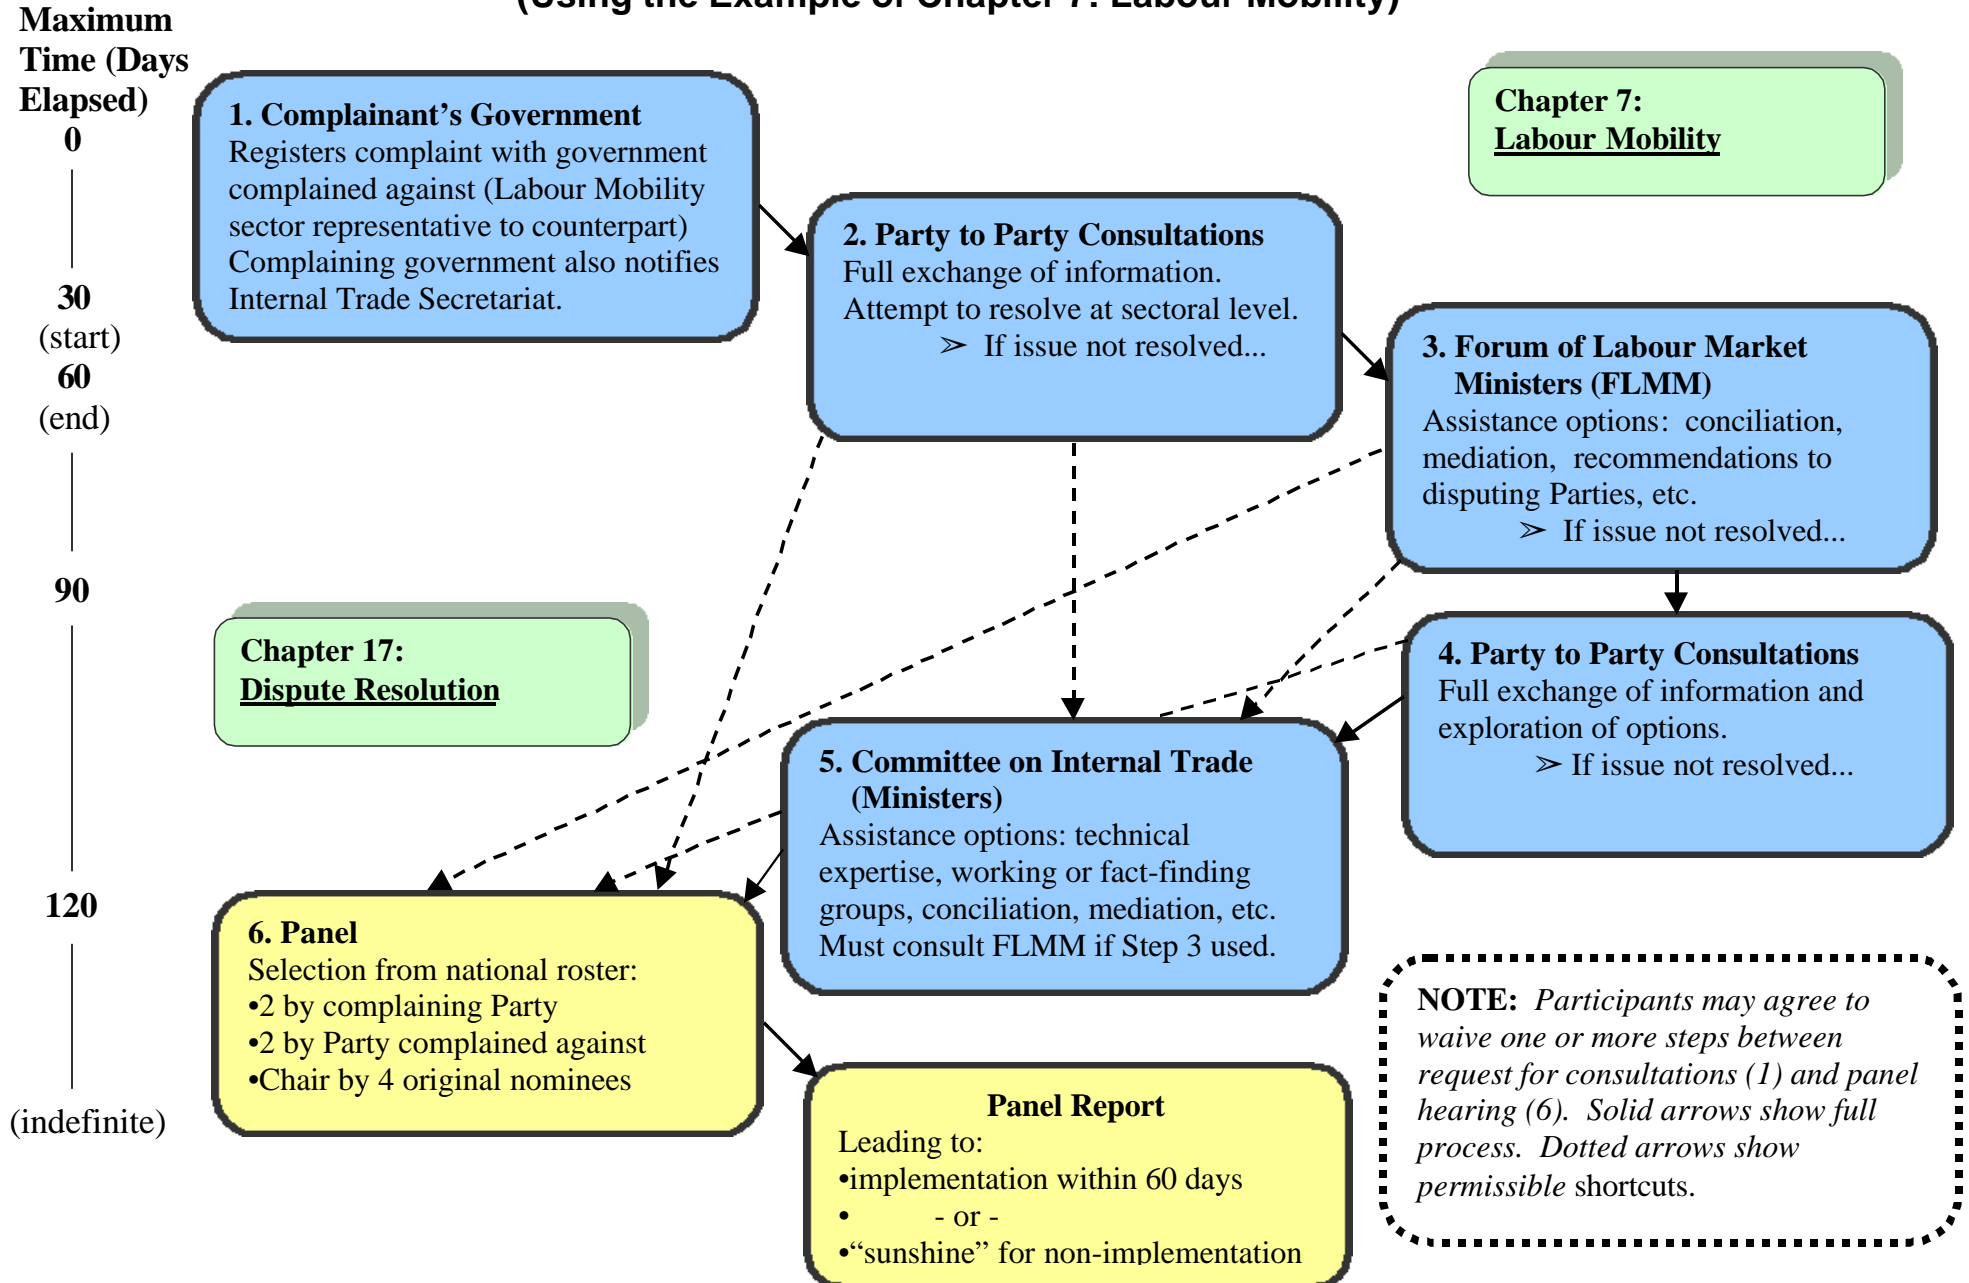 (Using the Example of Chapter 7: Labour Mobility)
Maximum
Time (Days
Elapsed)
0
30
(start)
60
(end)
90
120
(indefinite)
1. Complainant’s Government
Registers complaint with government
complained against (Labour Mobility
sector representative to counterpart)
Complaining government also notifies
Internal Trade Secretariat.
Chapter 7:
Labour Mobility
2. Party to Party Consultations
Full exchange of information.
Attempt to resolve at sectoral level.
➢ If issue not resolved...
3. Forum of Labour Market
Ministers (FLMM)
Assistance options: conciliation,
mediation, recommendations to
disputing Parties, etc.
➢ If issue not resolved...
Chapter 17:
Dispute Resolution
4. Party to Party Consultations
Full exchange of information and
exploration of options.
➢ If issue not resolved...
5. Committee on Internal Trade
(Ministers)
Assistance options: technical
expertise, working or fact-finding
groups, conciliation, mediation, etc.
Must consult FLMM if Step 3 used.
6. Panel
Selection from national roster:
•2 by complaining Party
•2 by Party complained against
•Chair by 4 original nominees
Panel Report
Leading to:
•implementation within 60 days
• - or -
•“sunshine” for non-implementation
NOTE: Participants may agree to
waive one or more steps between
request for consultations (1) and panel
hearing (6). Solid arrows show full
process. Dotted arrows show
permissible shortcuts.